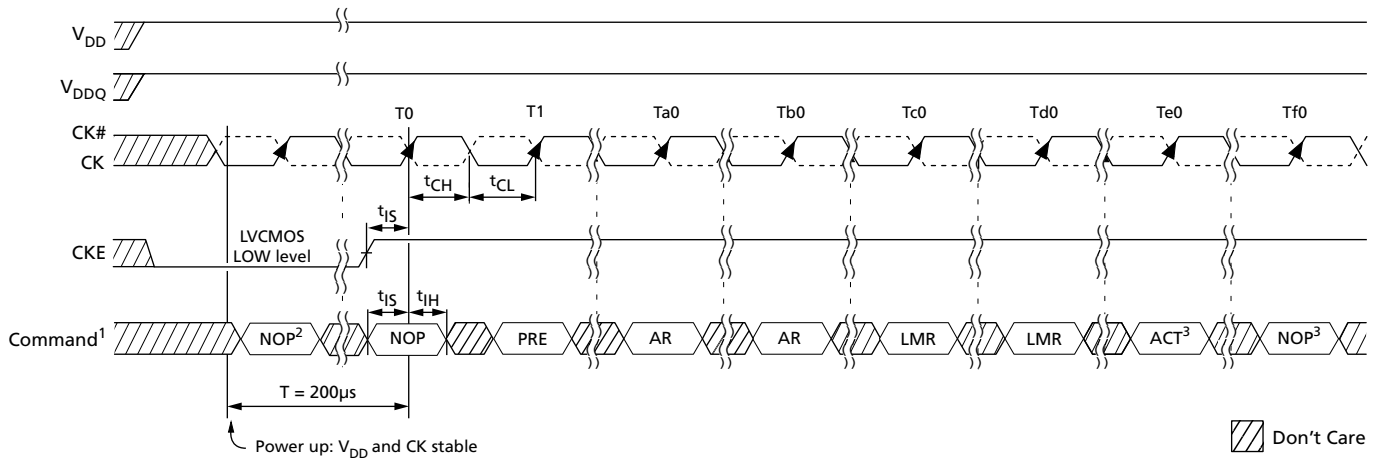 VDD
VDDQ
T0 T1 Ta0 Tb0 Tc0 Td0 Te0 Tf0
CK#
CK
tCH tCL
tIS
CKE
LVCMOS
LOW level
tIS tIH
Command1 NOP2 NOP PRE AR AR LMR LMR ACT3 NOP3
T = 200µs
Power up: VDD and CK stable
Don't Care